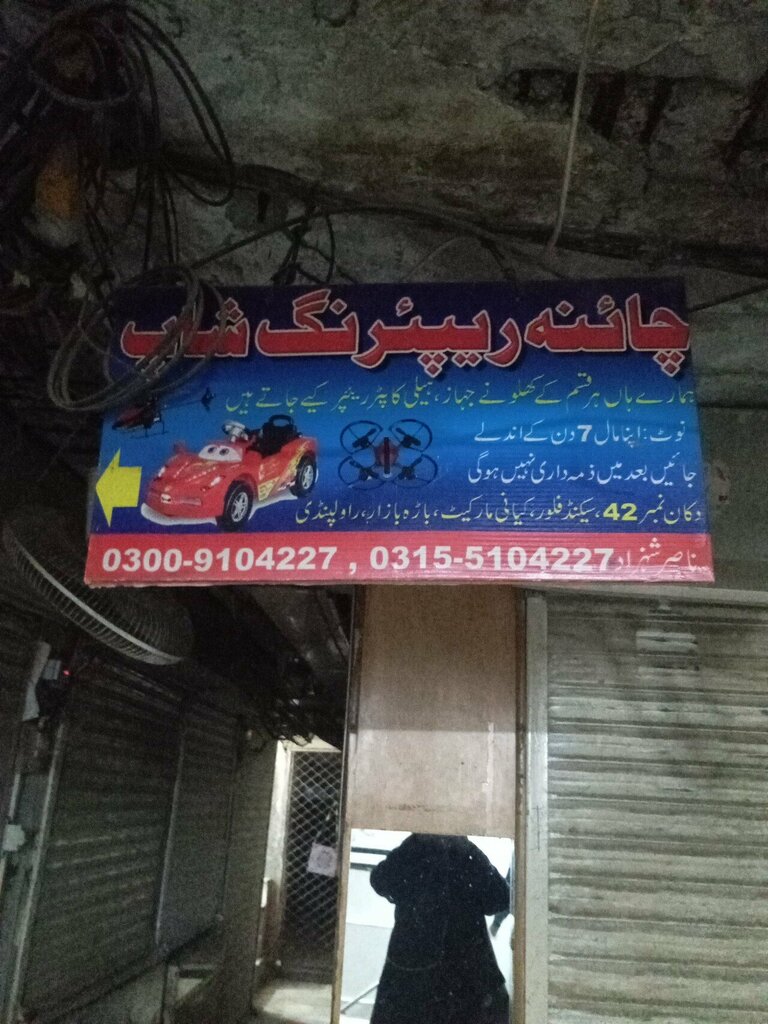 چائنہ ریپئرنگ شاپ
ہمارے ہاں ہر قسم کے کھلونے جہاز، ہیلی کاپٹر ریپئر کیے جاتے ہیں
نوٹ: اپنا مال 7 دن کے اندر لے
جائیں بعد میں ذمہ داری نہیں ہوگی
دکان نمبر 42، سیکنڈ فلور، کیانی مارکیٹ، باڑہ بازار، راولپنڈی
ناصر شہزاد 0315-5104227 , 0300-9104227